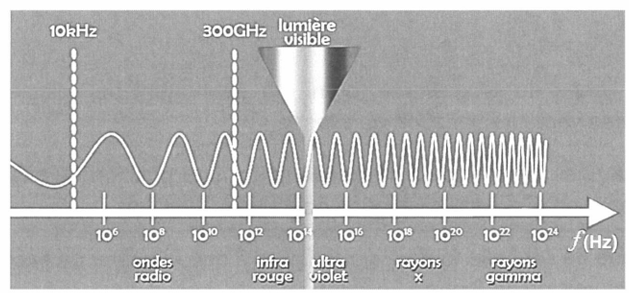 10kHz
300GHz
lumière
visible
10⁶ 10⁸ 10¹⁰ 10¹² 10¹⁴ 10¹⁶ 10¹⁸ 10²⁰ 10²² 10²⁴
f(Hz)
ondes
radio
infra
rouge
ultra
violet
rayons
x
rayons
gamma